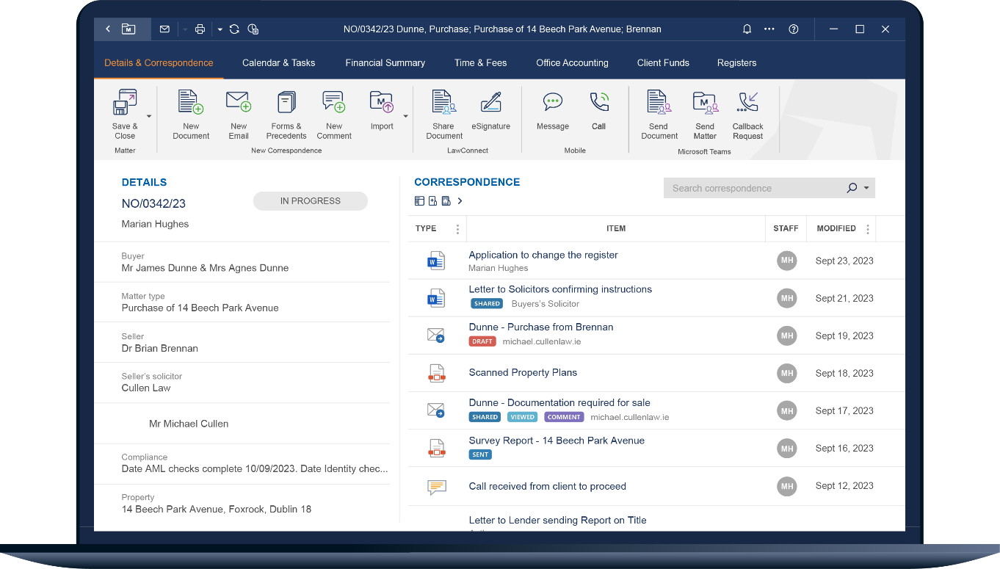 NO/0342/23 Dunne, Purchase; Purchase of 14 Beech Park Avenue; Brennan
Details & Correspondence
Calendar & Tasks
Financial Summary
Time & Fees
Office Accounting
Client Funds
Registers
Save &
Close
Matter
New
Document
New
Email
Forms &
Precedents
New
Comment
Import
New Correspondence
Share
Document
eSignature
LawConnect
Message
Call
Mobile
Send
Document
Send
Matter
Callback
Request
Microsoft Teams
DETAILS
NO/0342/23
IN PROGRESS
Marian Hughes
Buyer
Mr James Dunne & Mrs Agnes Dunne
Matter type
Purchase of 14 Beech Park Avenue
Seller
Dr Brian Brennan
Seller's solicitor
Cullen Law
Mr Michael Cullen
Compliance
Date AML checks complete 10/09/2023. Date Identity chec...
Property
14 Beech Park Avenue, Foxrock, Dublin 18
CORRESPONDENCE
Search correspondence
TYPE ITEM STAFF MODIFIED
Application to change the register
Marian Hughes
MH Sept 23, 2023
Letter to Solicitors confirming instructions
SHARED Buyers's Solicitor
MH Sept 21, 2023
Dunne - Purchase from Brennan
DRAFT michael.cullenlaw.ie
MH Sept 19, 2023
Scanned Property Plans
MH Sept 18, 2023
Dunne - Documentation required for sale
SHARED VIEWED COMMENT michael.cullenlaw.ie
MH Sept 17, 2023
Survey Report - 14 Beech Park Avenue
SENT
MH Sept 16, 2023
Call received from client to proceed
MH Sept 12, 2023
Letter to Lender sending Report on Title